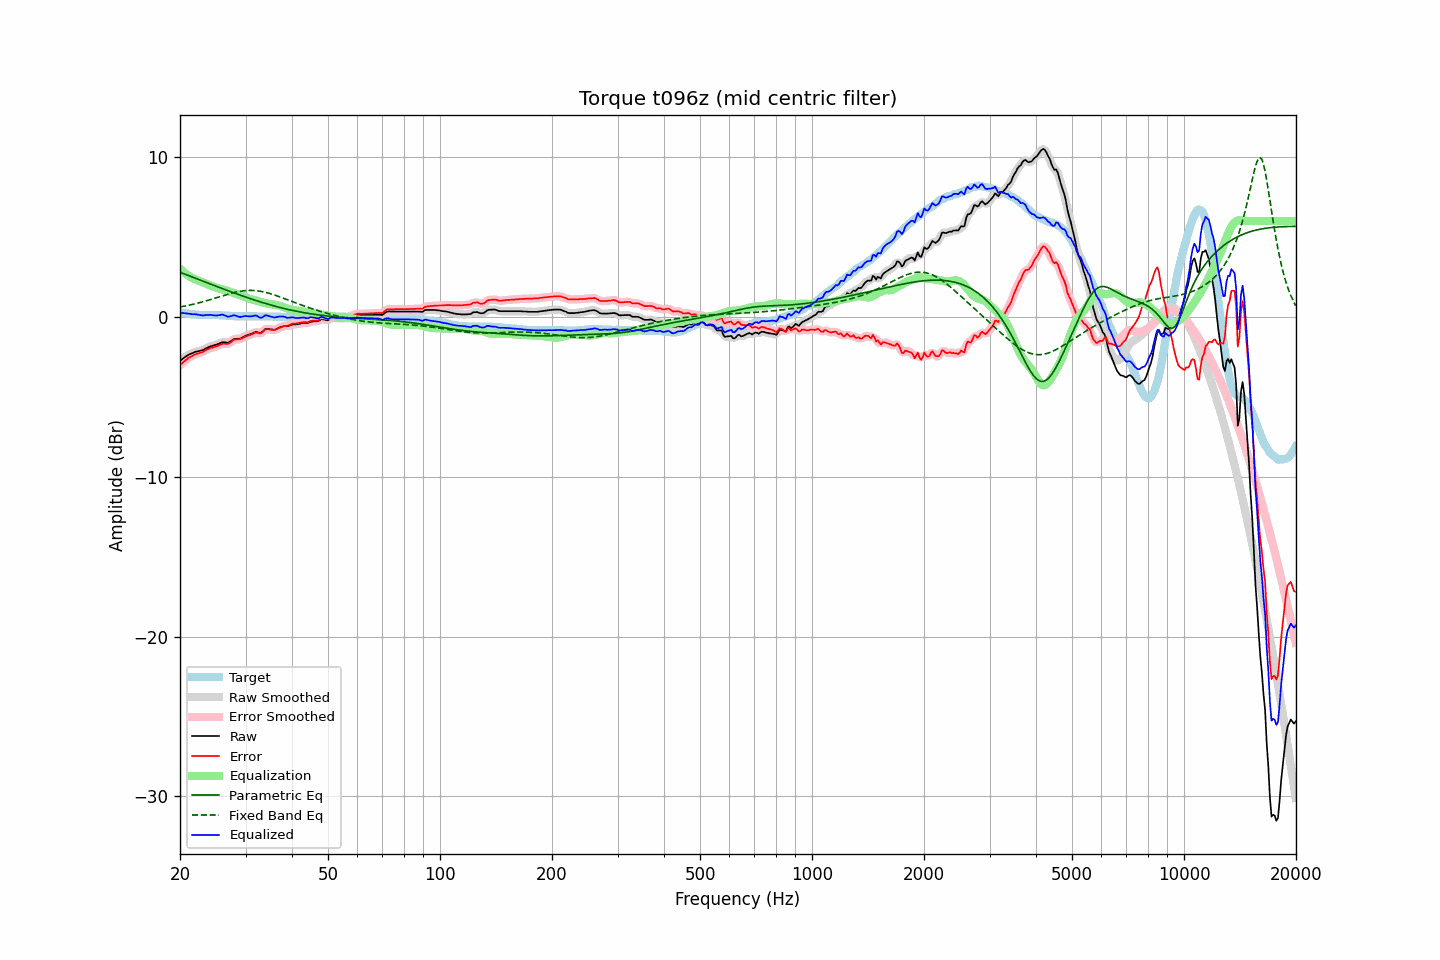 Torque t096z (mid centric filter)
10
0
−10
−20
−30
Amplitude (dBr)
Target
Raw Smoothed
Error Smoothed
Raw
Error
Equalization
Parametric Eq
Fixed Band Eq
Equalized
20 50 100 200 500 1000 2000 5000 10000 20000
Frequency (Hz)